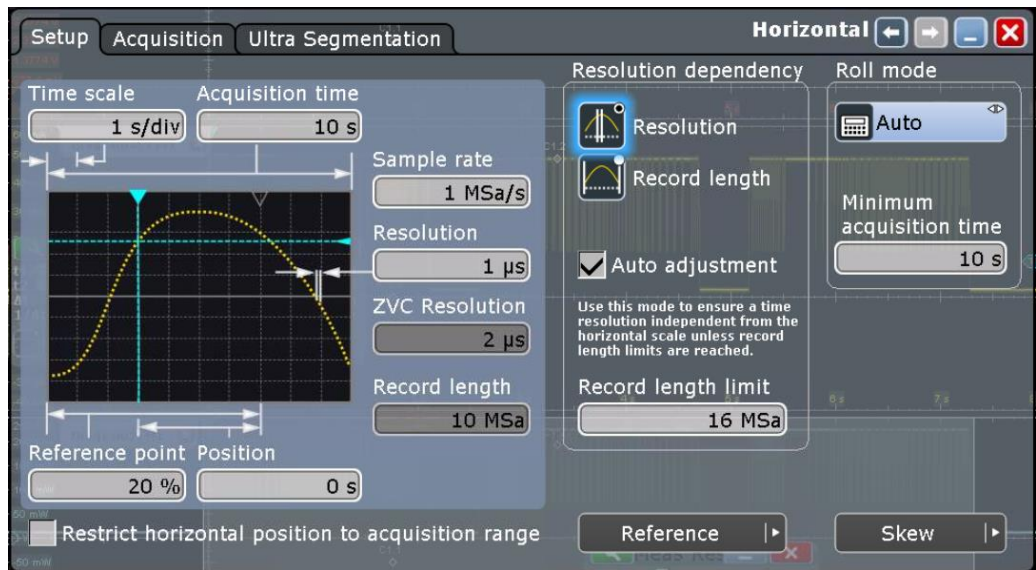 Setup
Acquisition
Ultra Segmentation
Horizontal
Time scale
1 s/div
Acquisition time
10 s
Sample rate
1 MSa/s
Resolution
1 µs
ZVC Resolution
2 µs
Record length
10 MSa
Reference point
20 %
Position
0 s
Restrict horizontal position to acquisition range
Resolution dependency
Resolution
Record length
Auto adjustment
Use this mode to ensure a time
resolution independent from the
horizontal scale unless record
length limits are reached.
Record length limit
16 MSa
Reference
Roll mode
Auto
Minimum
acquisition time
10 s
Skew